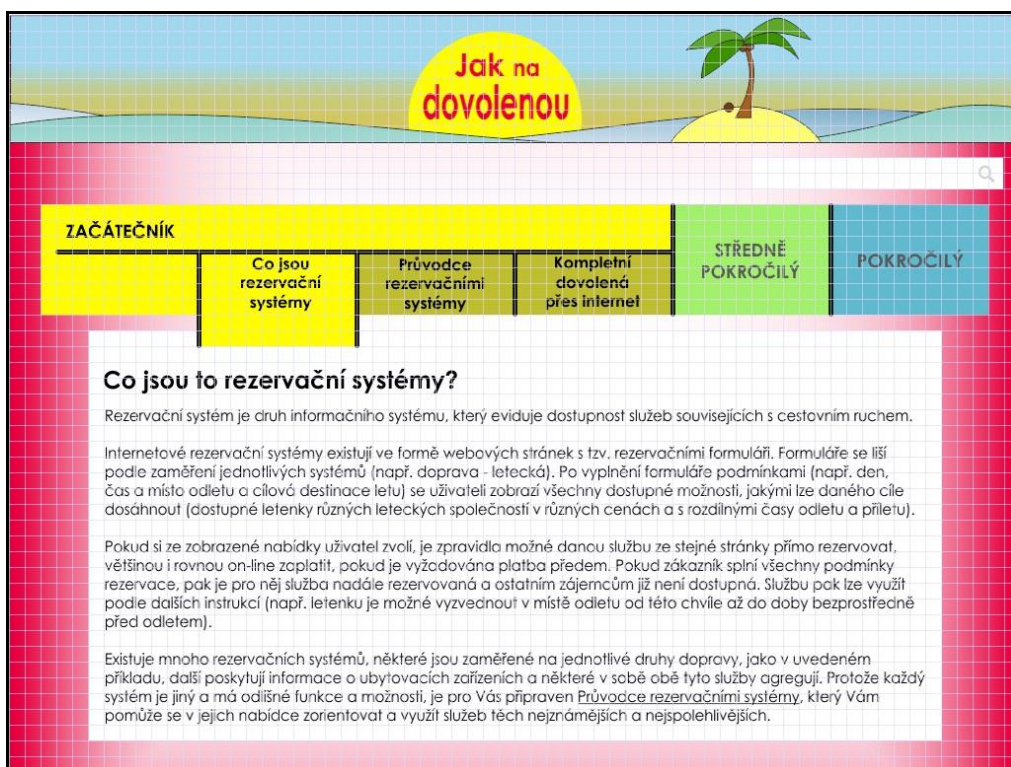 Jak na
dovolenou
ZAČÁTEČNÍK
Co jsou
rezervační
systémy
Průvodce
rezervačními
systémy
Kompletní
dovolená
přes internet
STŘEDNĚ
POKROČILÝ
POKROČILÝ
Co jsou to rezervační systémy?
Rezervační systém je druh informačního systému, který eviduje dostupnost služeb souvisejících s cestovním ruchem.
Internetové rezervační systémy existují ve formě webových stránek s tzv. rezervačními formuláři. Formuláře se liší
podle zaměření jednotlivých systémů (např. doprava - letecká). Po vyplnění formuláře podmínkami (např. den,
čas a místo odletu a cílová destinace letu) se uživateli zobrazí všechny dostupné možnosti, jakými lze daného cíle
dosáhnout (dostupné letenky různých leteckých společností v různých cenách a s rozdílnými časy odletu a příletu).
Pokud si ze zobrazené nabídky uživatel zvolí, je zpravidla možné danou službu ze stejné stránky přímo rezervovat,
většinou i rovnou on-line zaplatit, pokud je vyžadována platba předem. Pokud zákazník splní všechny podmínky
rezervace, pak je pro něj služba nadále rezervovaná a ostatním zájemcům již není dostupná. Službu pak lze využít
podle dalších instrukcí (např. letenku je možné vyzvednout v místě odletu od této chvíle až do doby bezprostředně
před odletem).
Existuje mnoho rezervačních systémů, některé jsou zaměřené na jednotlivé druhy dopravy, jako v uvedeném
příkladu, další poskytují informace o ubytovacích zařízeních a některé v sobě obě tyto služby agregují. Protože každý
systém je jiný a má odlišné funkce a možnosti, je pro Vás připraven Průvodce rezervačními systémy, který Vám
pomůže se v jejich nabídce zorientovat a využít služeb těch nejznámějších a nejspolehlivějších.